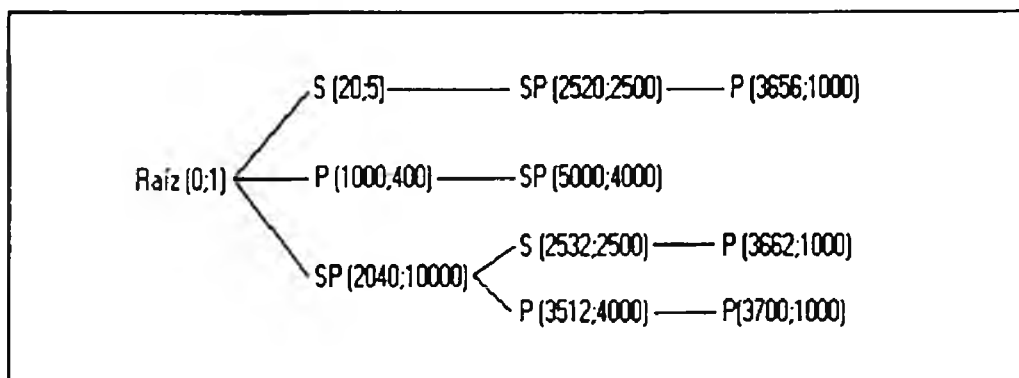 S (20;5) SP (2520;2500) P (3656;1000)
Raíz (0;1) P (1000;400) SP (5000;4000)
S (2532;2500) P (3662;1000)
SP (2040;10000)
P (3512;4000) P(3700;1000)